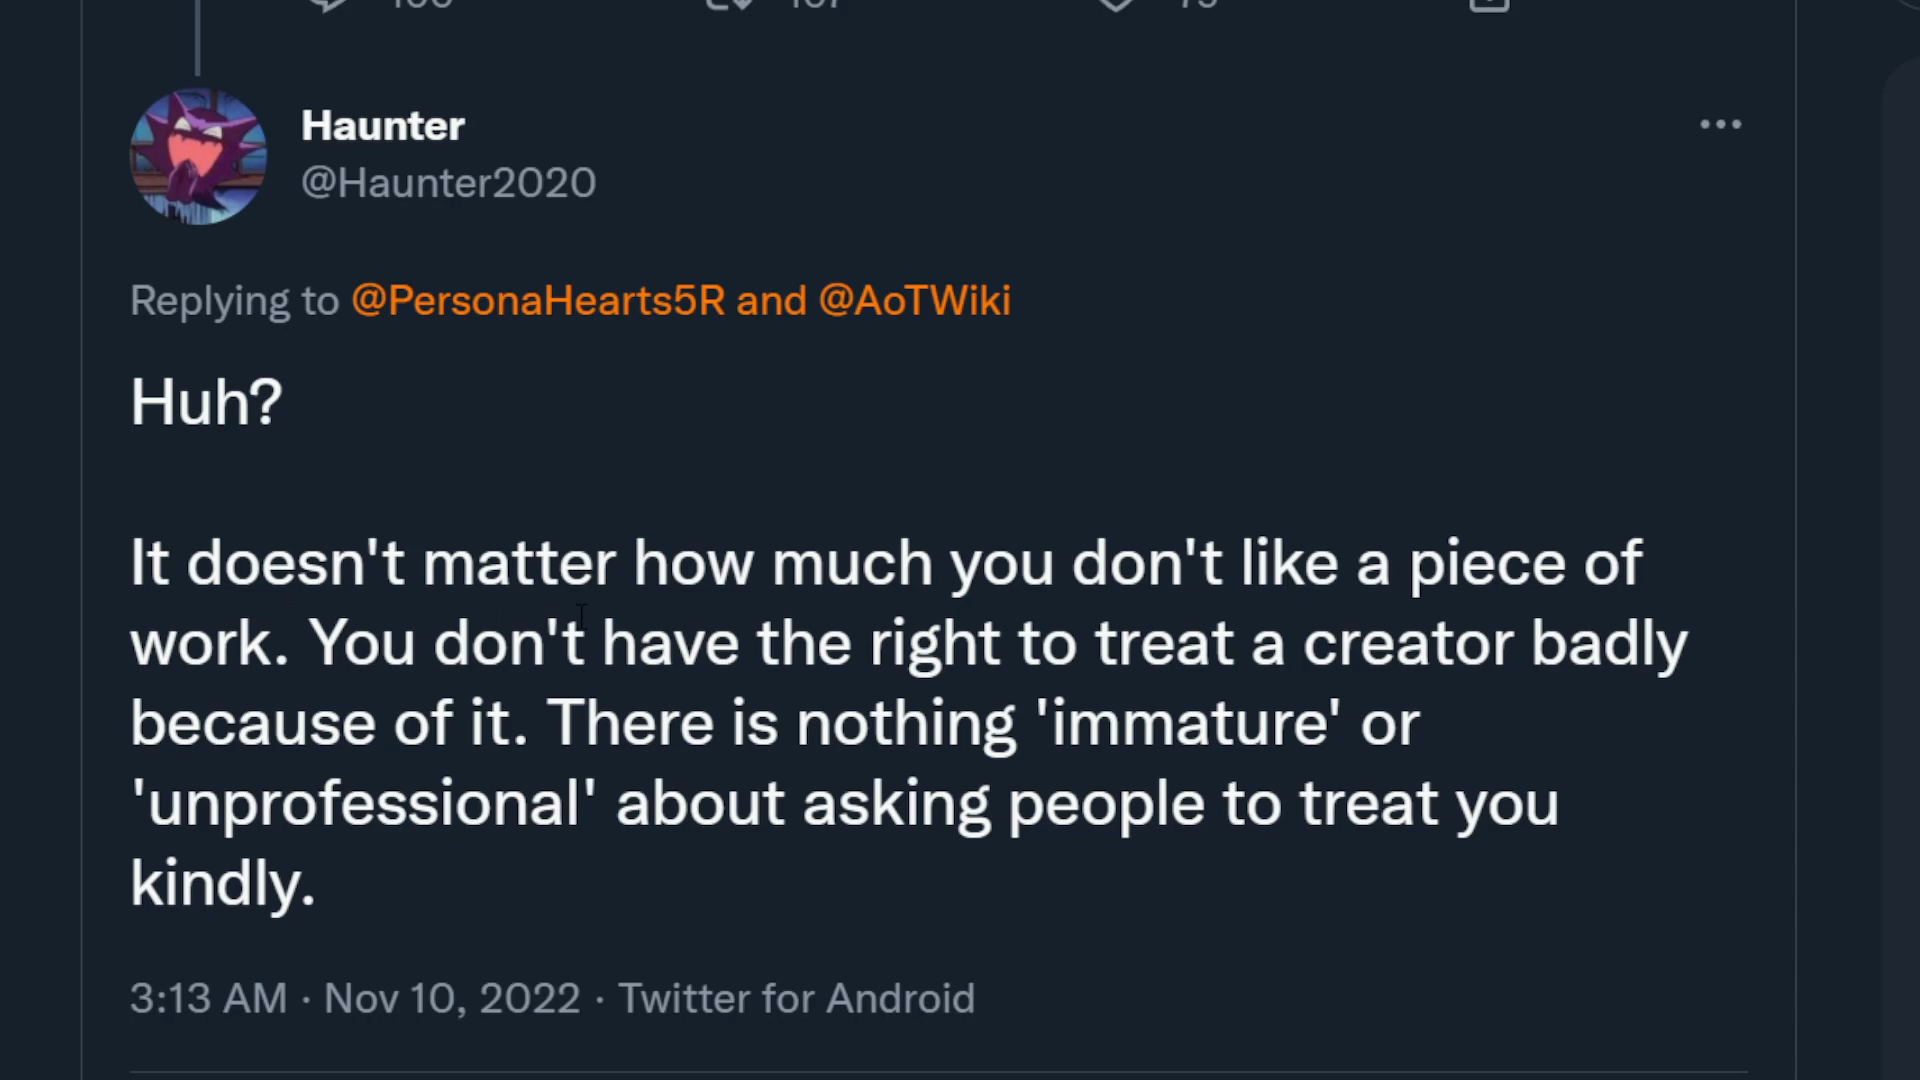 Haunter
@Haunter2020
Replying to @PersonaHearts5R and @AoTWiki
Huh?
It doesn't matter how much you don't like a piece of
work. You don't have the right to treat a creator badly
because of it. There is nothing 'immature' or
'unprofessional' about asking people to treat you
kindly.
3:13 AM · Nov 10, 2022 · Twitter for Android